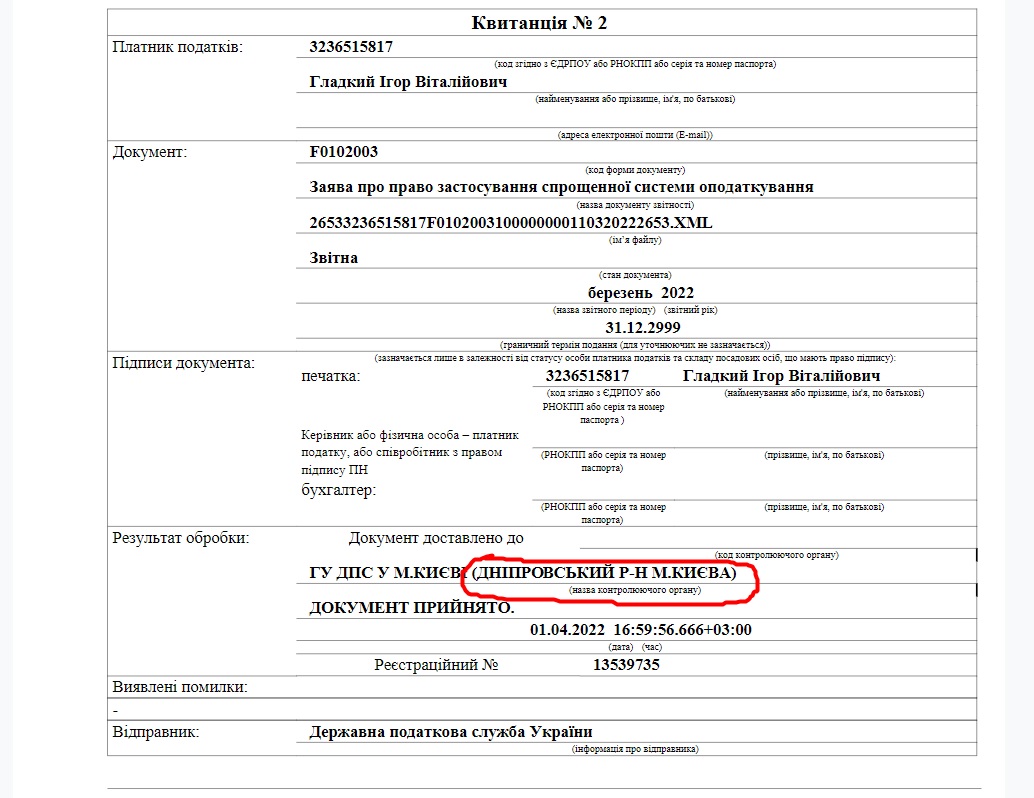 Квитанція № 2
Платник податків: 3236515817
(код згідно з ЄДРПОУ або РНОКПП або серія та номер паспорта)
Гладкий Ігор Віталійович
(найменування або прізвище, ім'я, по батькові)
(адреса електронної пошти (E-mail))
Документ: F0102003
(код форми документу)
Заява про право застосування спрощенної системи оподаткування
(назва документу звітності)
26533236515817F0102003100000000110320222653.XML
(ім'я файлу)
Звітна
(стан документа)
березень 2022
(назва звітного періоду) (звітний рік)
31.12.2999
(граничний термін подання (для уточнюючих не зазначається))
Підписи документа: (зазначається лише в залежності від статусу особи платника податків та складу посадових осіб, що мають право підпису):
печатка: 3236515817 Гладкий Ігор Віталійович
(код згідно з ЄДРПОУ або (найменування або прізвище, ім'я, по батькові)
РНОКПП або серія та номер
паспорта )
Керівник або фізична особа – платник
податку, або співробітник з правом (РНОКПП або серія та номер (прізвище, ім'я, по батькові)
підпису ПН паспорта)
бухгалтер:
(РНОКПП або серія та номер (прізвище, ім'я, по батькові)
паспорта)
Результат обробки: Документ доставлено до
(код контролюючого органу)
ГУ ДПС У М.КИЄВІ (ДНІПРОВСЬКИЙ Р-Н М.КИЄВА)
(назва контролюючого органу)
ДОКУМЕНТ ПРИЙНЯТО.
01.04.2022 16:59:56.666+03:00
(дата) (час)
Реєстраційний № 13539735
Виявлені помилки:
-
Відправник: Державна податкова служба України
(інформація про відправника)